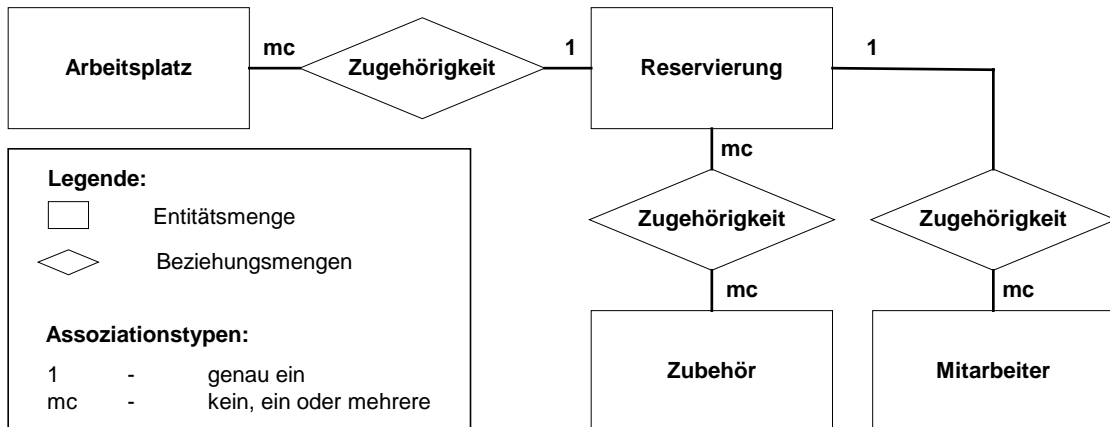 Arbeitsplatz
mc
Zugehörigkeit
1
Reservierung
1
mc
Zugehörigkeit
mc
Zubehör
Zugehörigkeit
mc
Mitarbeiter
Legende:
Entitätsmenge
Beziehungsmengen
Assoziationstypen:
1 - genau ein
mc - kein, ein oder mehrere